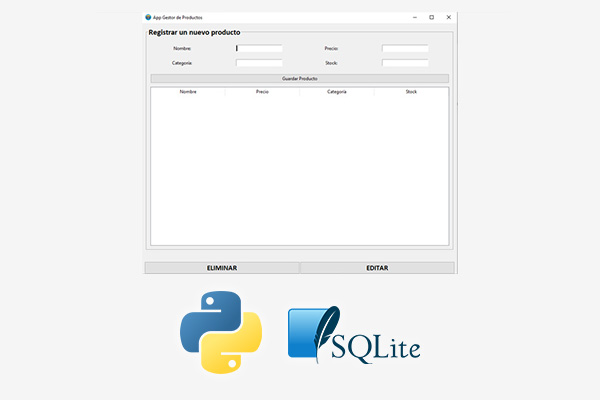 App Gestor de Productos
Registrar un nuevo producto
Nombre: Precio:
Categoría: Stock:
Guardar Producto
Nombre Precio Categoría Stock
ELIMINAR EDITAR
SQLite